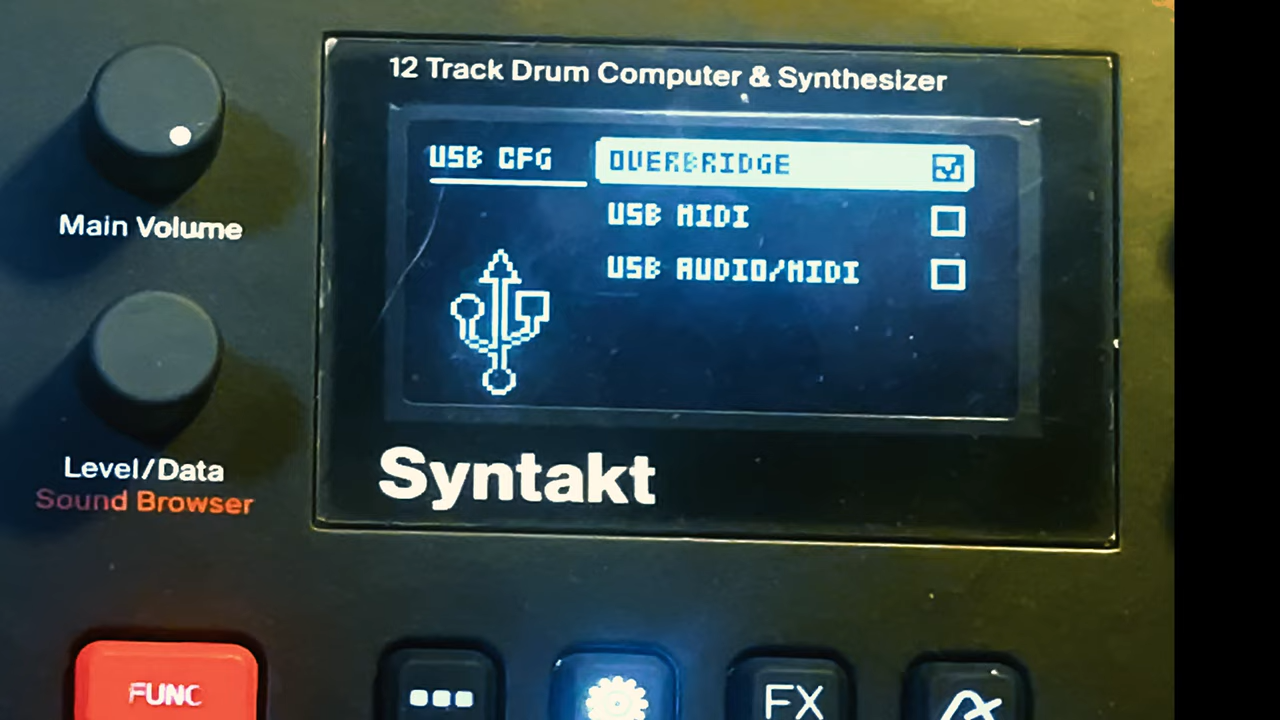 12 Track Drum Computer & Synthesizer
USB CFG
OVERBRIDGE
USB MIDI
USB AUDIO/MIDI
Main Volume
Level/Data
Sound Browser
Syntakt
FUNC
FX